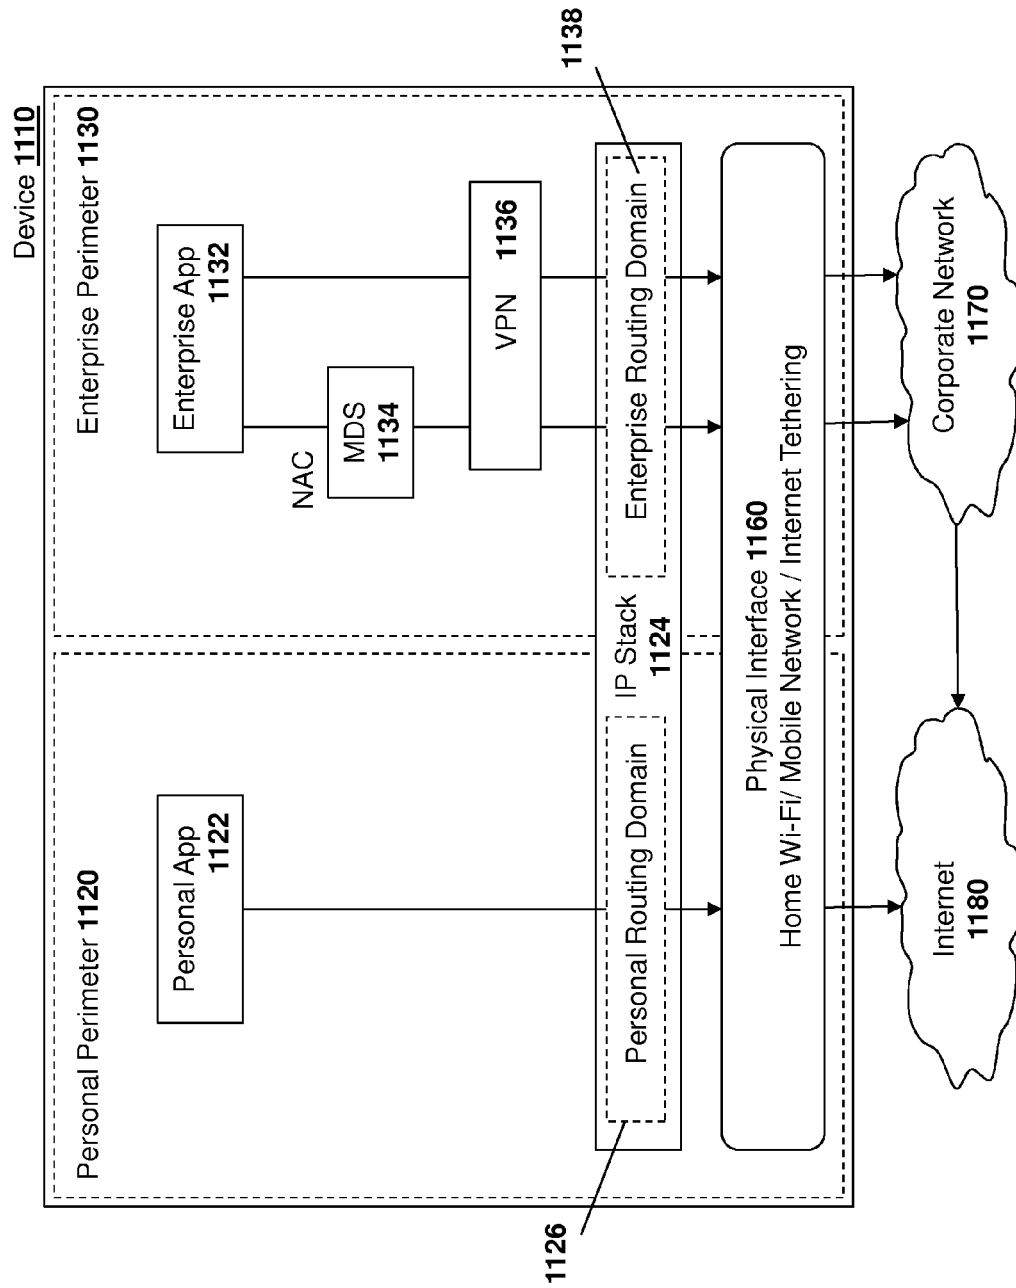 Device 1110
Personal Perimeter 1120
Enterprise Perimeter 1130
Personal App
1122
Enterprise App
1132
NAC
MDS
1134
VPN 1136
1138
IP Stack
1124
Personal Routing Domain
Enterprise Routing Domain
1126
Physical Interface 1160
Home Wi-Fi/ Mobile Network / Internet Tethering
Internet
1180
Corporate Network
1170